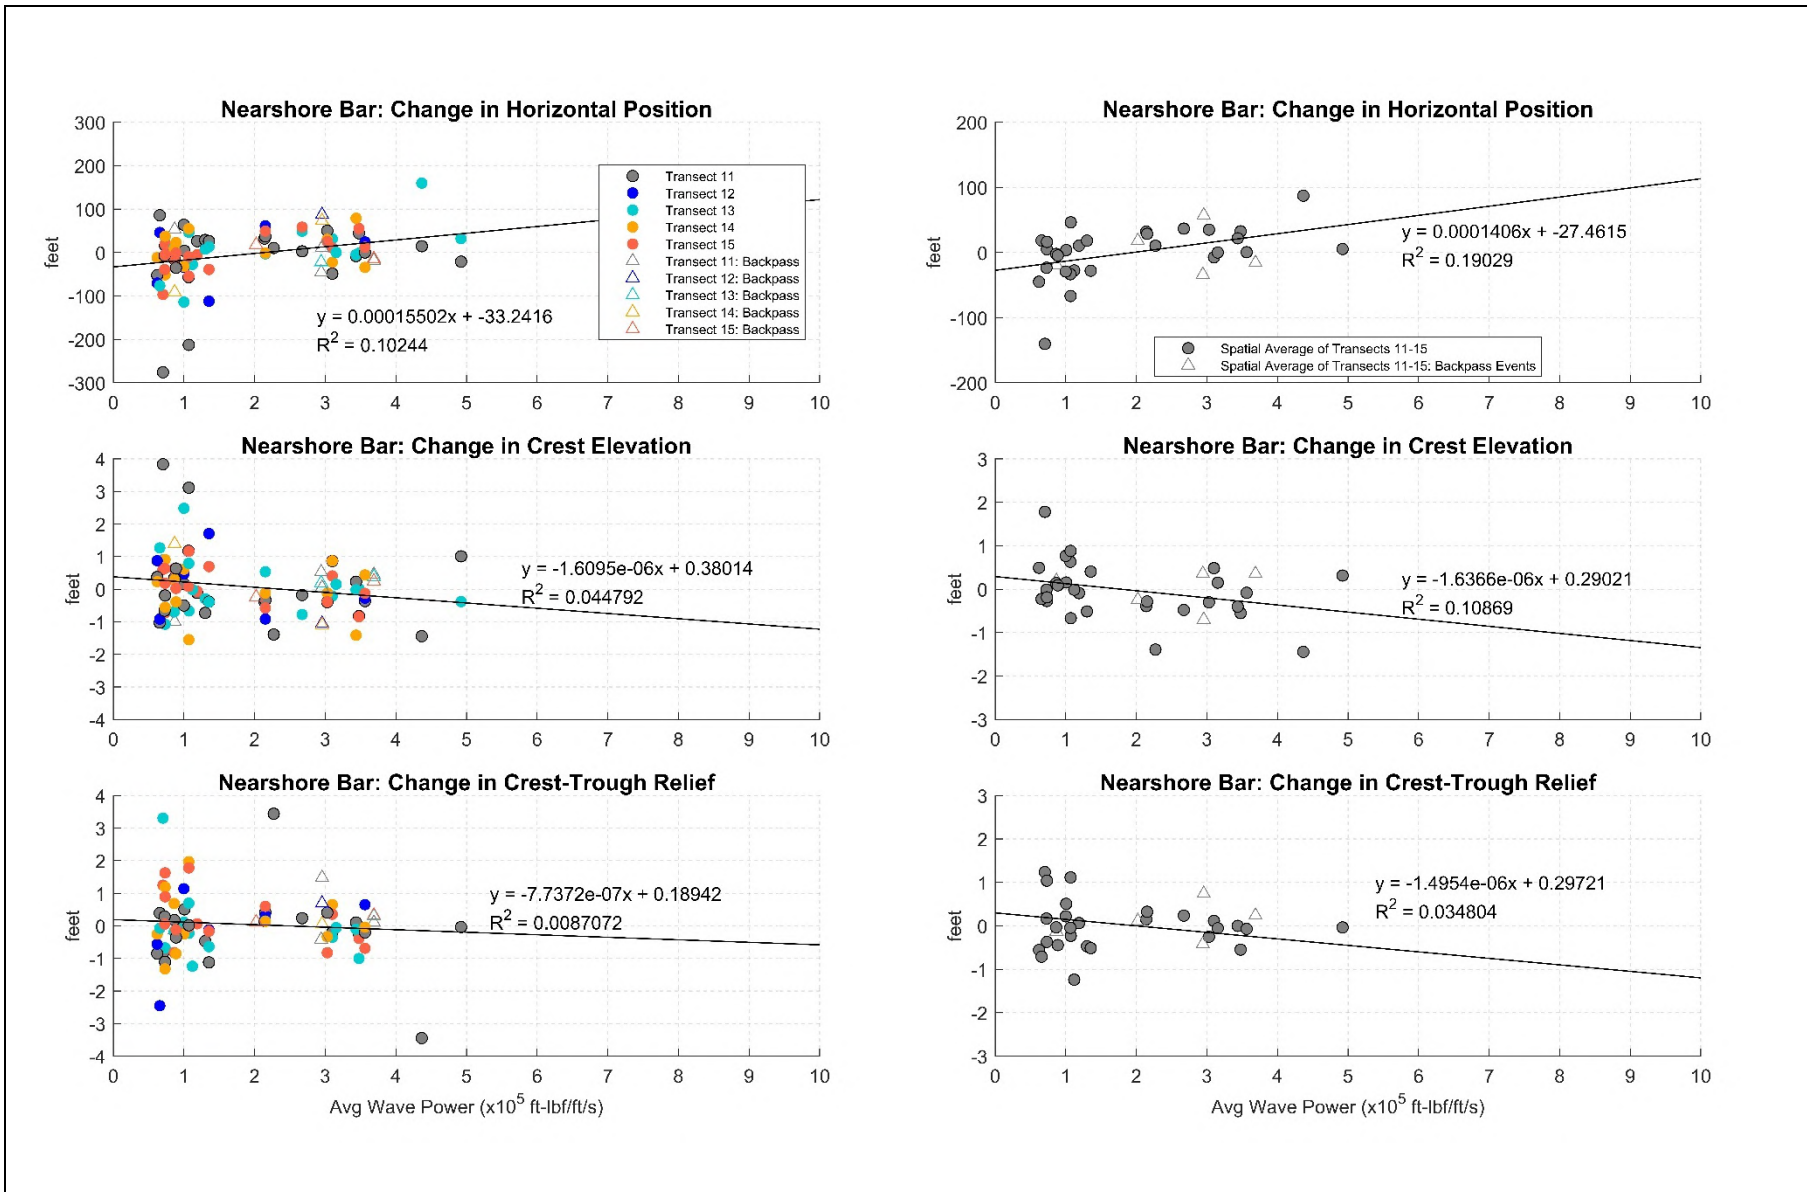 Nearshore Bar: Change in Horizontal Position
300
200
100
0
-100
-200
-300
feet
0 1 2 3 4 5 6 7 8 9 10
Transect 11
Transect 12
Transect 13
Transect 14
Transect 15
Transect 11: Backpass
Transect 12: Backpass
Transect 13: Backpass
Transect 14: Backpass
Transect 15: Backpass
y = 0.00015502x + -33.2416
R² = 0.10244
Nearshore Bar: Change in Horizontal Position
200
100
0
-100
-200
feet
0 1 2 3 4 5 6 7 8 9 10
y = 0.0001406x + -27.4615
R² = 0.19029
Spatial Average of Transects 11-15
Spatial Average of Transects 11-15: Backpass Events
Nearshore Bar: Change in Crest Elevation
4
3
2
1
0
-1
-2
-3
-4
feet
0 1 2 3 4 5 6 7 8 9 10
y = -1.6095e-06x + 0.38014
R² = 0.044792
Nearshore Bar: Change in Crest Elevation
3
2
1
0
-1
-2
-3
feet
0 1 2 3 4 5 6 7 8 9 10
y = -1.6366e-06x + 0.29021
R² = 0.10869
Nearshore Bar: Change in Crest-Trough Relief
4
3
2
1
0
-1
-2
-3
-4
feet
0 1 2 3 4 5 6 7 8 9 10
y = -7.7372e-07x + 0.18942
R² = 0.0087072
Avg Wave Power (x10⁵ ft-lbf/ft/s)
Nearshore Bar: Change in Crest-Trough Relief
3
2
1
0
-1
-2
-3
feet
0 1 2 3 4 5 6 7 8 9 10
y = -1.4954e-06x + 0.29721
R² = 0.034804
Avg Wave Power (x10⁵ ft-lbf/ft/s)